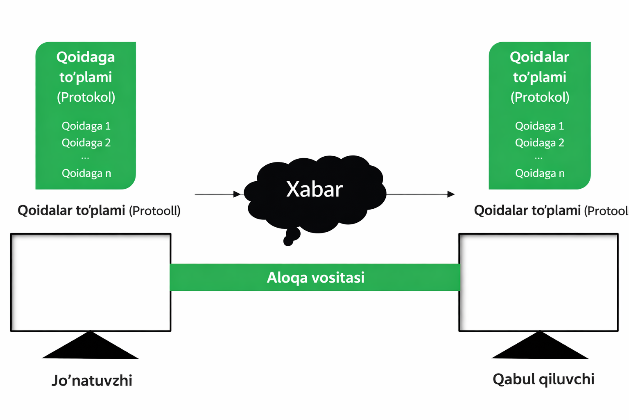 Qoidaga
to'plami
(Protokol)
Qoidaga 1
Qoidaga 2
...
Qoidaga n
Qoidalar to'plami (Protooll)
Xabar
Qoidalar
to'plami
(Protokol)
Qoidaga 1
Qoidaga 2
...
Qoidaga n
Qoidalar to'plami (Protool
Aloqa vositasi
Jo'natuvzhi
Qabul qiluvchi